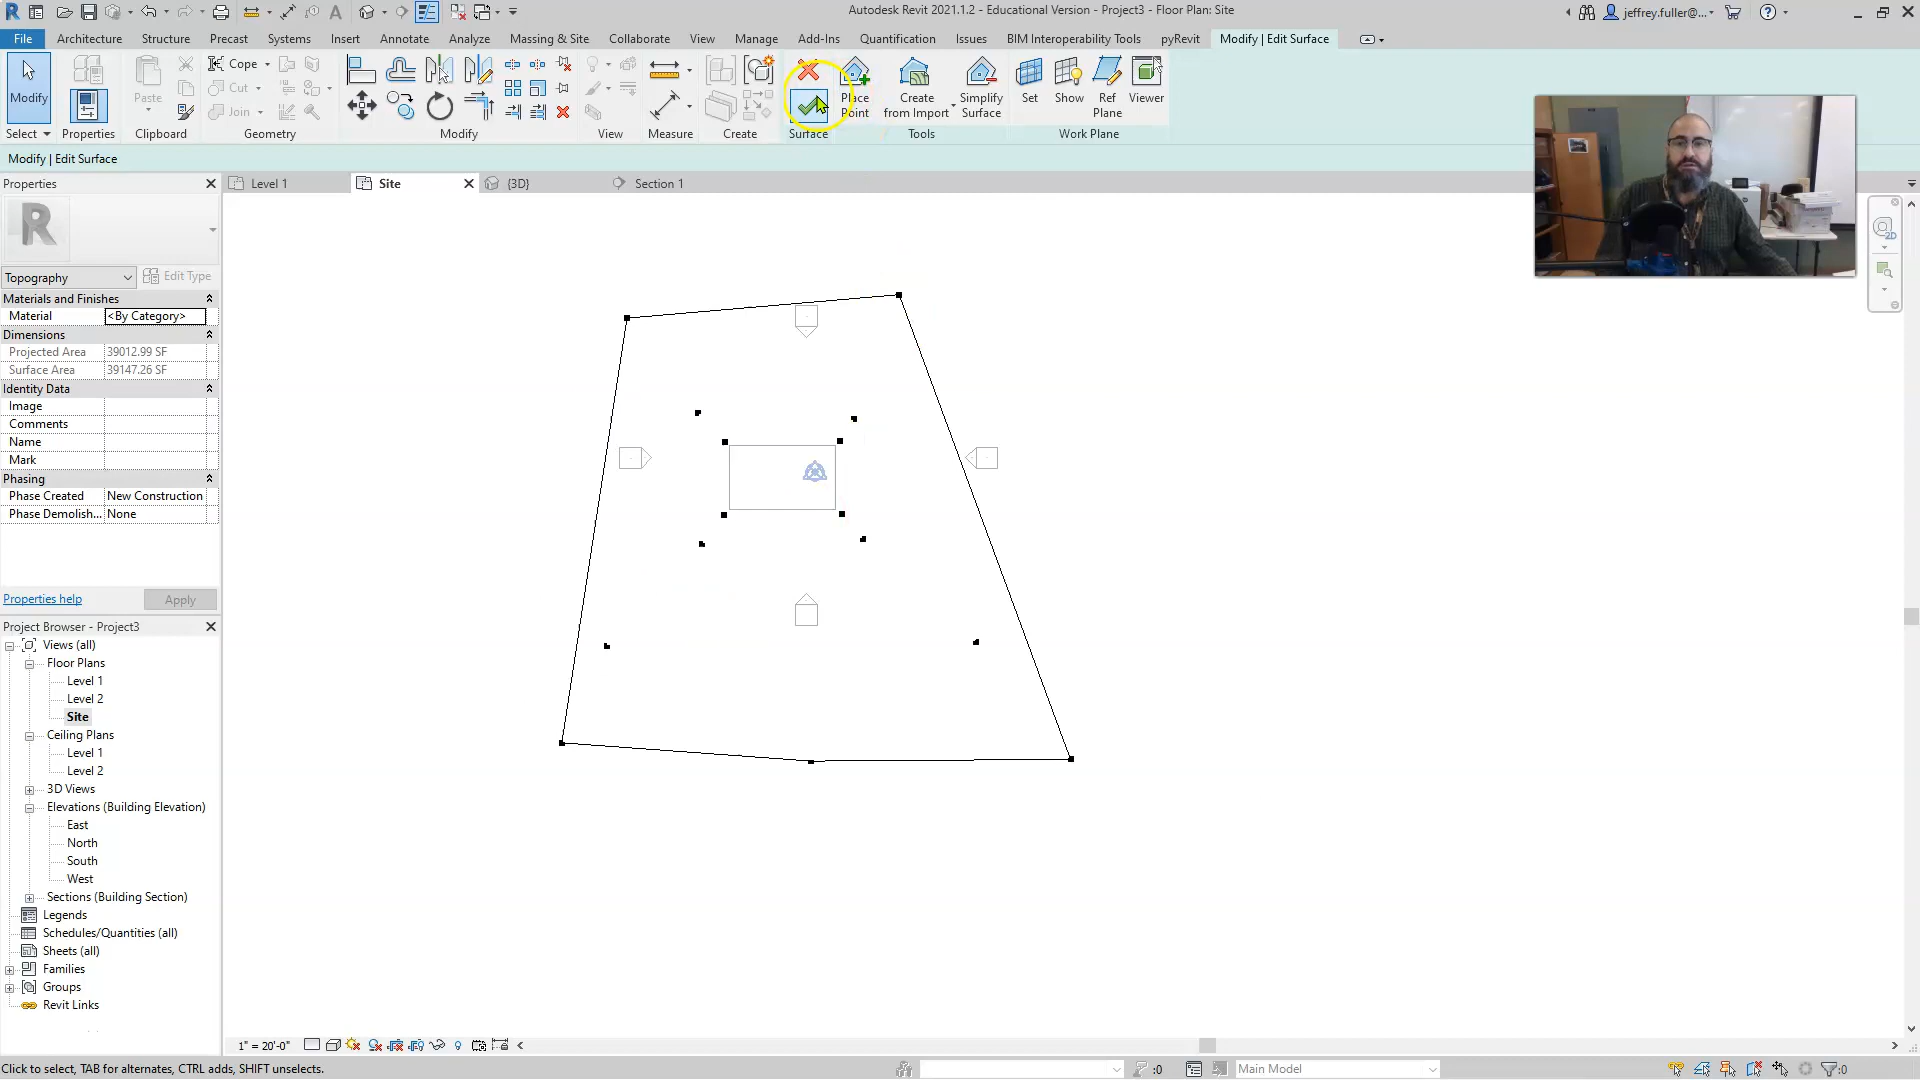 Autodesk Revit 2021.1.2 - Educational Version - Project3 - Floor Plan: Site
jeffrey.fuller@...
File Architecture Structure Precast Systems Insert Annotate Analyze Massing & Site Collaborate View Manage Add-Ins Quantification Issues BIM Interoperability Tools pyRevit Modify | Edit Surface
Modify
Paste
Cope
Cut
Join
Place Point
Create from Import
Simplify Surface
Set
Show
Ref Plane
Viewer
Select Properties Clipboard Geometry Modify View Measure Create Surface Tools Work Plane
Modify | Edit Surface
Properties
Level 1
Site
{3D}
Section 1
2D
R
Topography
Edit Type
Materials and Finishes
Material <By Category>
Dimensions
Projected Area 39012.99 SF
Surface Area 39147.26 SF
Identity Data
Image
Comments
Name
Mark
Phasing
Phase Created New Construction
Phase Demolish... None
Properties help
Apply
Project Browser - Project3
Views (all)
Floor Plans
Level 1
Level 2
Site
Ceiling Plans
Level 1
Level 2
3D Views
Elevations (Building Elevation)
East
North
South
West
Sections (Building Section)
Legends
Schedules/Quantities (all)
Sheets (all)
Families
Groups
Revit Links
1" = 20'-0"
Click to select, TAB for alternates, CTRL adds, SHIFT unselects.
:0
Main Model
:0